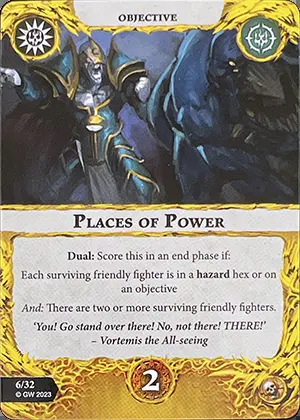 OBJECTIVE
PLACES OF POWER
Dual: Score this in an end phase if:
Each surviving friendly fighter is in a hazard hex or on
an objective
And: There are two or more surviving friendly fighters.
‘You! Go stand over there! No, not there! THERE!’
– Vortemis the All-seeing
6/32
© GW 2023
2